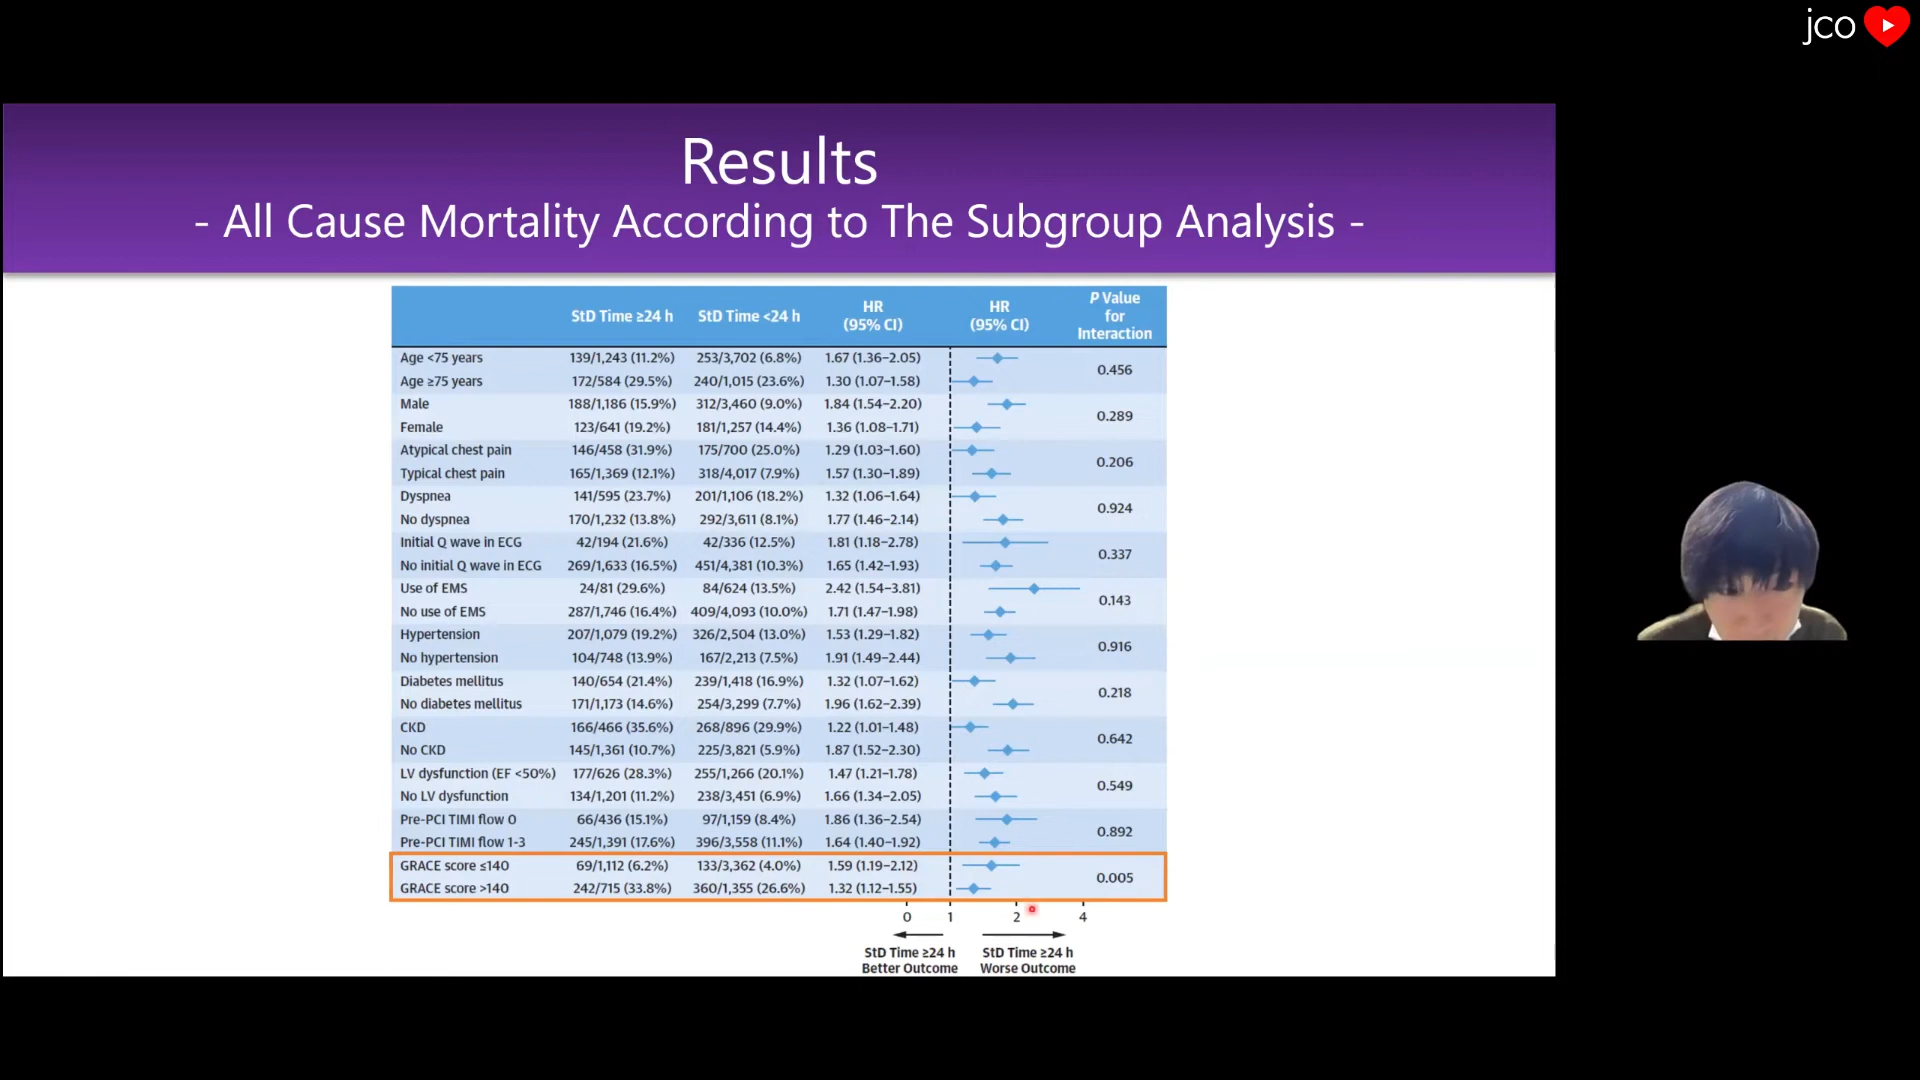 jco
Results
- All Cause Mortality According to The Subgroup Analysis -
StD Time ≥24 h StD Time <24 h HR (95% CI) HR (95% CI) P Value for Interaction
Age <75 years 139/1,243 (11.2%) 253/3,702 (6.8%) 1.67 (1.36–2.05) 0.456
Age ≥75 years 172/584 (29.5%) 240/1,015 (23.6%) 1.30 (1.07–1.58)
Male 188/1,186 (15.9%) 312/3,460 (9.0%) 1.84 (1.54–2.20) 0.289
Female 123/641 (19.2%) 181/1,257 (14.4%) 1.36 (1.08–1.71)
Atypical chest pain 146/458 (31.9%) 175/700 (25.0%) 1.29 (1.03–1.60) 0.206
Typical chest pain 165/1,369 (12.1%) 318/4,017 (7.9%) 1.57 (1.30–1.89)
Dyspnea 141/595 (23.7%) 201/1,106 (18.2%) 1.32 (1.06–1.64) 0.924
No dyspnea 170/1,232 (13.8%) 292/3,611 (8.1%) 1.77 (1.46–2.14)
Initial Q wave in ECG 42/194 (21.6%) 42/336 (12.5%) 1.81 (1.18–2.78) 0.337
No initial Q wave in ECG 269/1,633 (16.5%) 451/4,381 (10.3%) 1.65 (1.42–1.93)
Use of EMS 24/81 (29.6%) 84/624 (13.5%) 2.42 (1.54–3.81) 0.143
No use of EMS 287/1,746 (16.4%) 409/4,093 (10.0%) 1.71 (1.47–1.98)
Hypertension 207/1,079 (19.2%) 326/2,504 (13.0%) 1.53 (1.29–1.82) 0.916
No hypertension 104/748 (13.9%) 167/2,213 (7.5%) 1.91 (1.49–2.44)
Diabetes mellitus 140/654 (21.4%) 239/1,418 (16.9%) 1.32 (1.07–1.62) 0.218
No diabetes mellitus 171/1,173 (14.6%) 254/3,299 (7.7%) 1.96 (1.62–2.39)
CKD 166/466 (35.6%) 268/896 (29.9%) 1.22 (1.01–1.48) 0.642
No CKD 145/1,361 (10.7%) 225/3,821 (5.9%) 1.87 (1.52–2.30)
LV dysfunction (EF <50%) 177/626 (28.3%) 255/1,266 (20.1%) 1.47 (1.21–1.78) 0.549
No LV dysfunction 134/1,201 (11.2%) 238/3,451 (6.9%) 1.66 (1.34–2.05)
Pre-PCI TIMI flow 0 66/436 (15.1%) 97/1,159 (8.4%) 1.86 (1.36–2.54) 0.892
Pre-PCI TIMI flow 1-3 245/1,391 (17.6%) 396/3,558 (11.1%) 1.64 (1.40–1.92)
GRACE score ≤140 69/1,112 (6.2%) 133/3,362 (4.0%) 1.59 (1.19–2.12) 0.005
GRACE score >140 242/715 (33.8%) 360/1,355 (26.6%) 1.32 (1.12–1.55)
0 1 2 4
StD Time ≥24 h StD Time ≥24 h
Better Outcome Worse Outcome